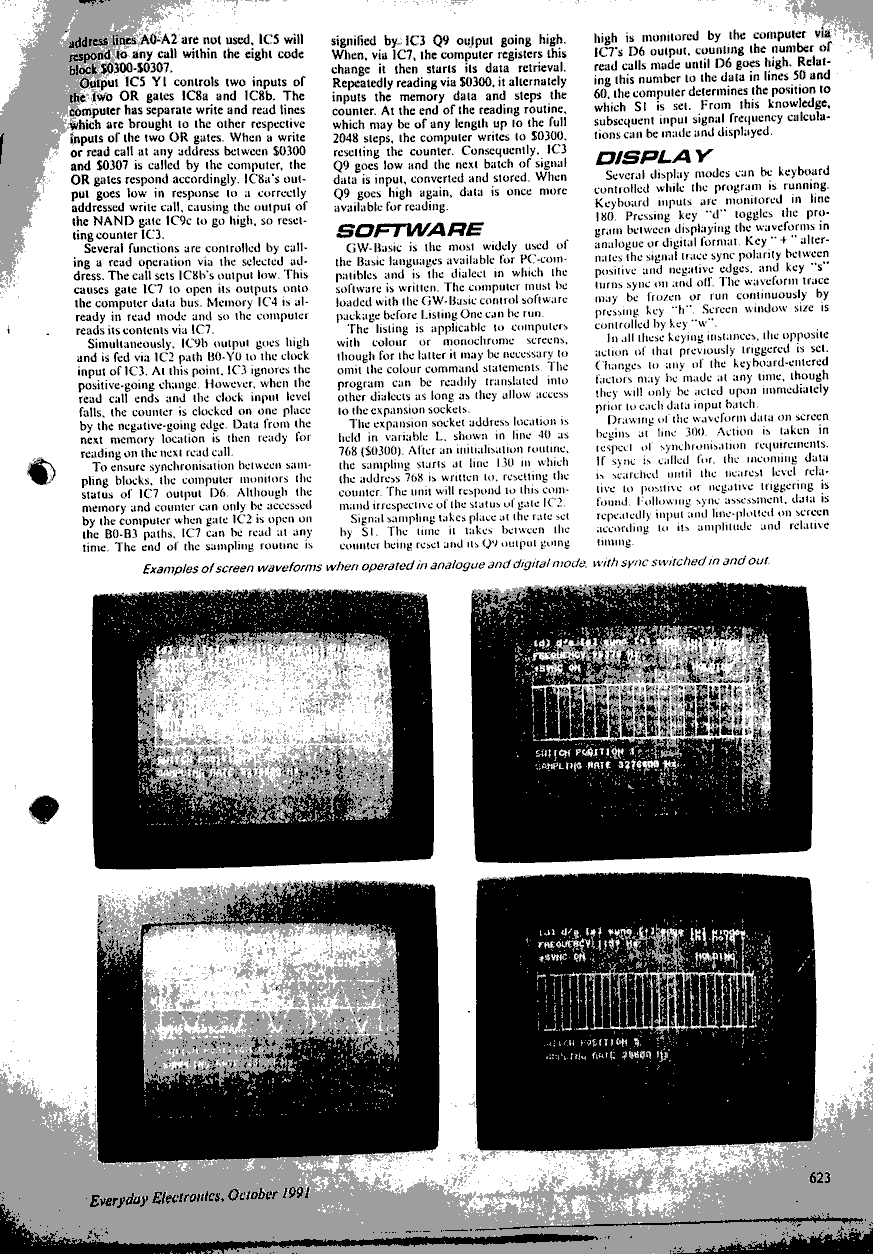 address lines A0-A2 are not used, IC5 will
respond to any call within the eight code
block $0300-$0307.
Output IC5 Y1 controls two inputs of
the two OR gates IC8a and IC8b. The
computer has separate write and read lines
which are brought to the other respective
inputs of the two OR gates. When a write
or read call at any address between $0300
and $0307 is called by the computer, the
OR gates respond accordingly. IC8a's out-
put goes low in response to a correctly
addressed write call, causing the output of
the NAND gate IC9c to go high, so reset-
ting counter IC3.
Several functions are controlled by call-
ing a read operation via the selected ad-
dress. The call sets IC8b's output low. This
causes gate IC7 to open its outputs onto
the computer data bus. Memory IC4 is al-
ready in read mode and so the computer
reads its contents via IC7.
Simultaneously, IC9b output goes high
and is fed via IC2 path B0-Y0 to the clock
input of IC3. At this point, IC3 ignores the
positive-going change. However, when the
read call ends and the clock input level
falls, the counter is clocked on one place
by the negative-going edge. Data from the
next memory location is then ready for
reading on the next read call.
To ensure synchronisation between sam-
pling blocks, the computer monitors the
status of IC7 output D6. Although the
memory and counter can only be accessed
by the computer when gate IC2 is open on
the B0-B3 paths, IC7 can be read at any
time. The end of the sampling routine is
signified by IC3 Q9 output going high.
When, via IC7, the computer registers this
change it then starts its data retrieval.
Repeatedly reading via $0300, it alternately
inputs the memory data and steps the
counter. At the end of the reading routine,
which may be of any length up to the full
2048 steps, the computer writes to $0300,
resetting the counter. Consequently, IC3
Q9 goes low and the next batch of signal
data is input, converted and stored. When
Q9 goes high again, data is once more
available for reading.
SOFTWARE
GW-Basic is the most widely used of
the Basic languages available for PC-com-
patibles and is the dialect in which the
software is written. The computer must be
loaded with the GW-Basic control software
package before Listing One can be run.
The listing is applicable to computers
with colour or monochrome screens,
though for the latter it may be necessary to
omit the colour command statements. The
program can be readily translated into
other dialects as long as they allow access
to the expansion sockets.
The expansion socket address location is
held in variable L, shown in line 40 as
768 ($0300). After an initialisation routine,
the sampling starts at line 130 in which
the address 768 is written to, resetting the
counter. The unit will respond to this com-
mand irrespective of the status of gate IC2.
Signal sampling takes place at the rate set
by S1. The time it takes between the
counter being reset and its Q9 output going
high is monitored by the computer via
IC7's D6 output, counting the number of
read calls made until D6 goes high. Relat-
ing this number to the data in lines 50 and
60, the computer determines the position to
which S1 is set. From this knowledge,
subsequent input signal frequency calcula-
tions can be made and displayed.
DISPLAY
Several display modes can be keyboard
controlled while the program is running.
Keyboard inputs are monitored in line
180. Pressing key "d" toggles the pro-
gram between displaying the waveforms in
analogue or digital format. Key "+" alter-
nates the signal trace sync polarity between
positive and negative edges, and key "s"
turns sync on and off. The waveform trace
may be frozen or run continuously by
pressing key "h". Screen window size is
controlled by key "w".
In all these keying instances, the opposite
action of that previously triggered is set.
Changes to any of the keyboard-entered
factors may be made at any time, though
they will only be acted upon immediately
prior to each data input batch.
Drawing of the waveform data on screen
begins at line 300. Action is taken in
respect of synchronisation requirements.
If sync is called for, the incoming data
is searched until the nearest level rela-
tive to positive or negative triggering is
found. Following sync assessment, data is
repeatedly input and line-plotted on screen
according to its amplitude and relative
timing.
Examples of screen waveforms when operated in analogue and digital mode, with sync switched in and out.
FREQUENCY
+SYNC ON HOLDING
SWITCH POSITION
SAMPLING RATE 3276800 Hz
FREQUENCY
+SYNC ON HOLDING
SWITCH POSITION
SAMPLING RATE
Everyday Electronics, October 1991
623